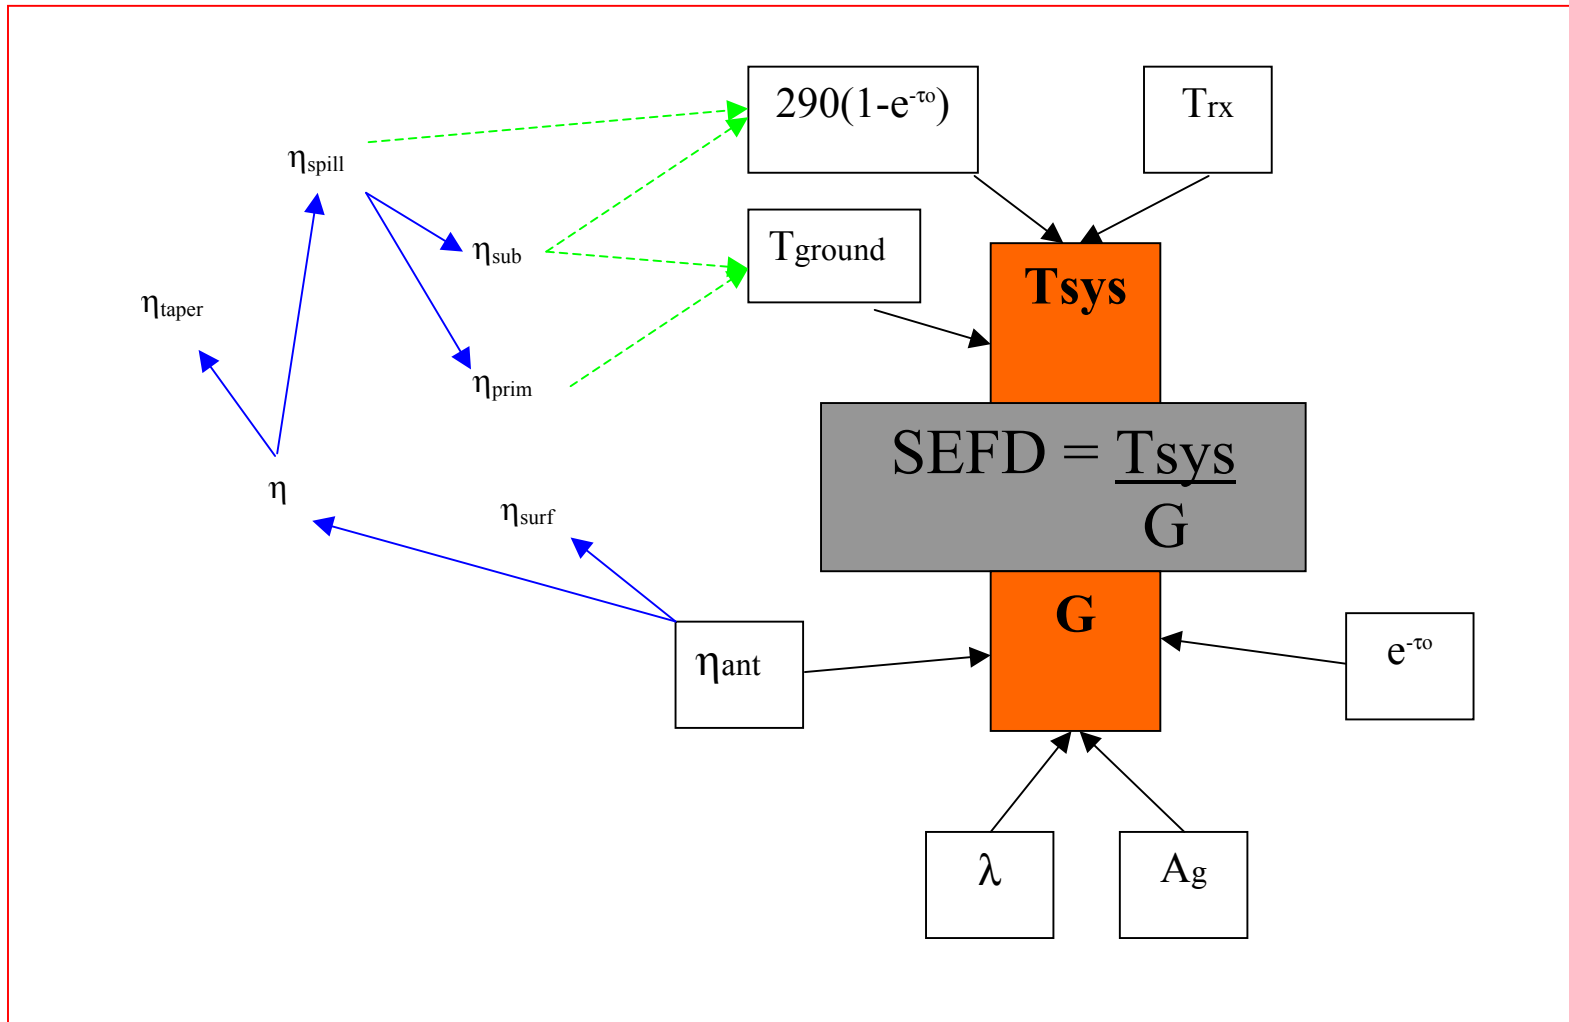 290(1-e^-τo)
Trx
ηspill
Tground
ηsub
Tsys
ηtaper
ηprim
SEFD = Tsys
G
η
ηsurf
G
ηant
e^-τo
λ
Ag